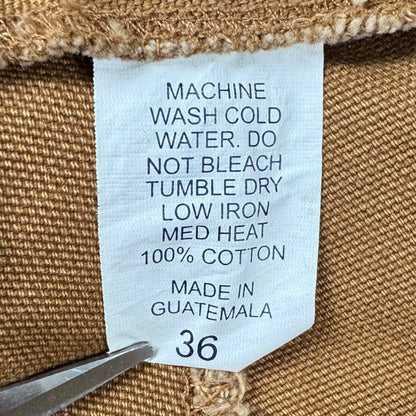 MACHINE
WASH COLD
WATER. DO
NOT BLEACH
TUMBLE DRY
LOW IRON
MED HEAT
100% COTTON
MADE IN
GUATEMALA
36